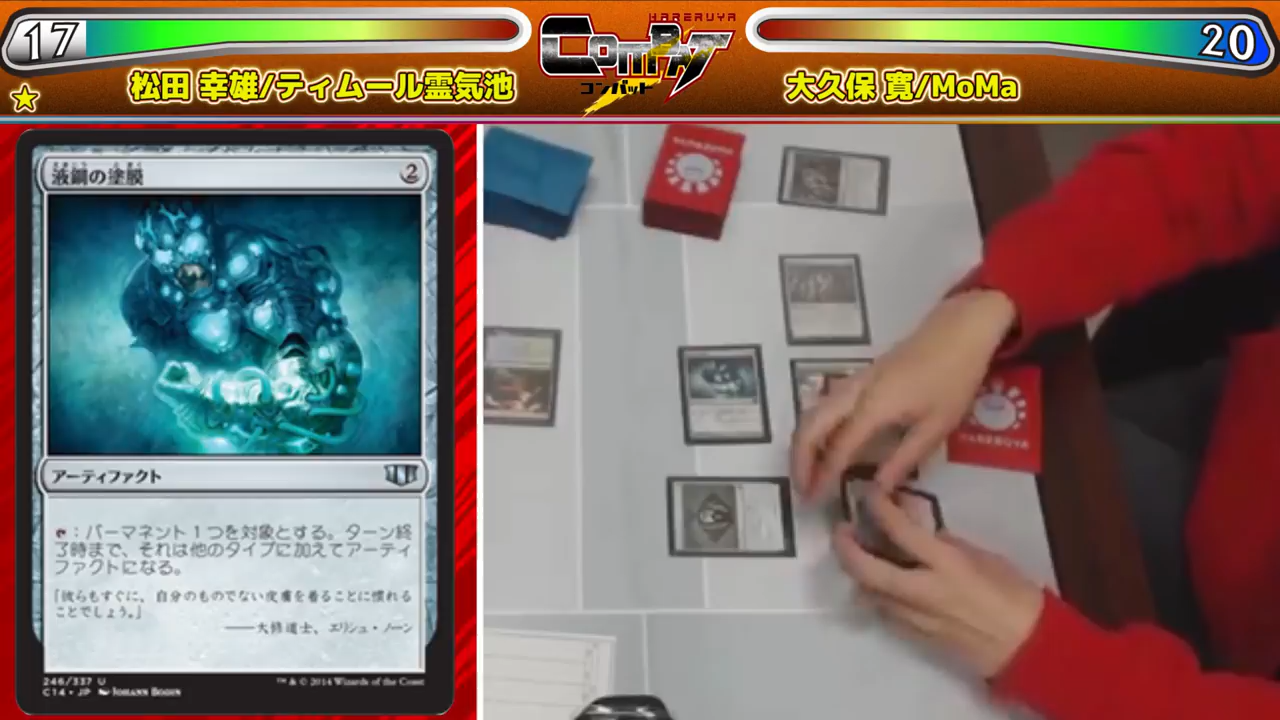 17
HARERUYA
COMBAT
コンバット
20
松田 幸雄/ティムール霊気池
大久保 寛/MoMa
液鋼の塗膜
2
アーティファクト
：パーマネント１つを対象とする。ターン終
了時まで、それは他のタイプに加えてアーティ
ファクトになる。
「彼らもすぐに、自分のものでない皮膚を着ることに慣れる
ことでしょう。」
──大修道士、エリシュ・ノーン
246/337 U
C14・JP Johann Bodin
™ & © 2014 Wizards of the Coast
HARERUYA
HARERUYA